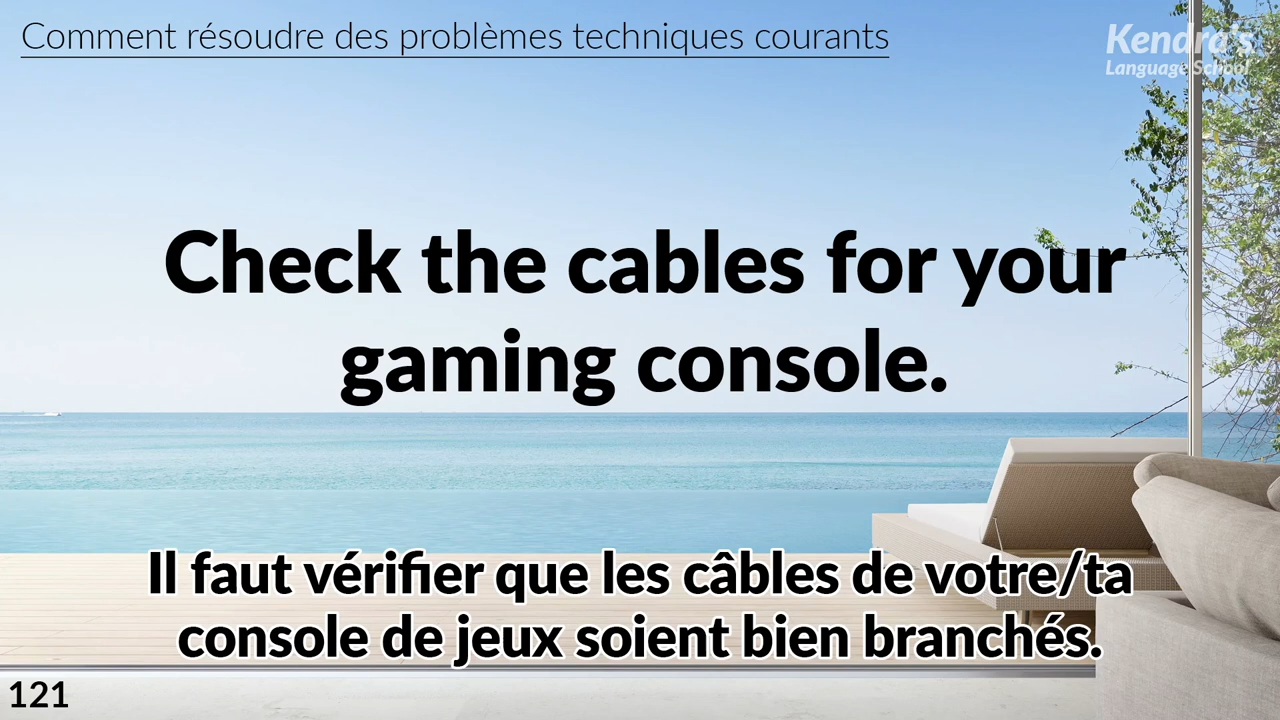 Comment résoudre des problèmes techniques courants
Kendra's
Language School
Check the cables for your
gaming console.
Il faut vérifier que les câbles de votre/ta
console de jeux soient bien branchés.
121